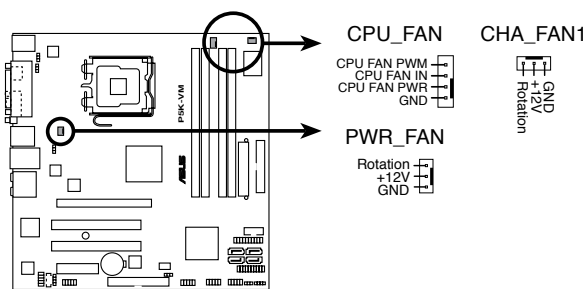 CPU_FAN
CPU FAN PWM
CPU FAN IN
CPU FAN PWR
GND
CHA_FAN1
Rotation
+12V
GND
PWR_FAN
Rotation
+12V
GND
P5K-VM
ASUS